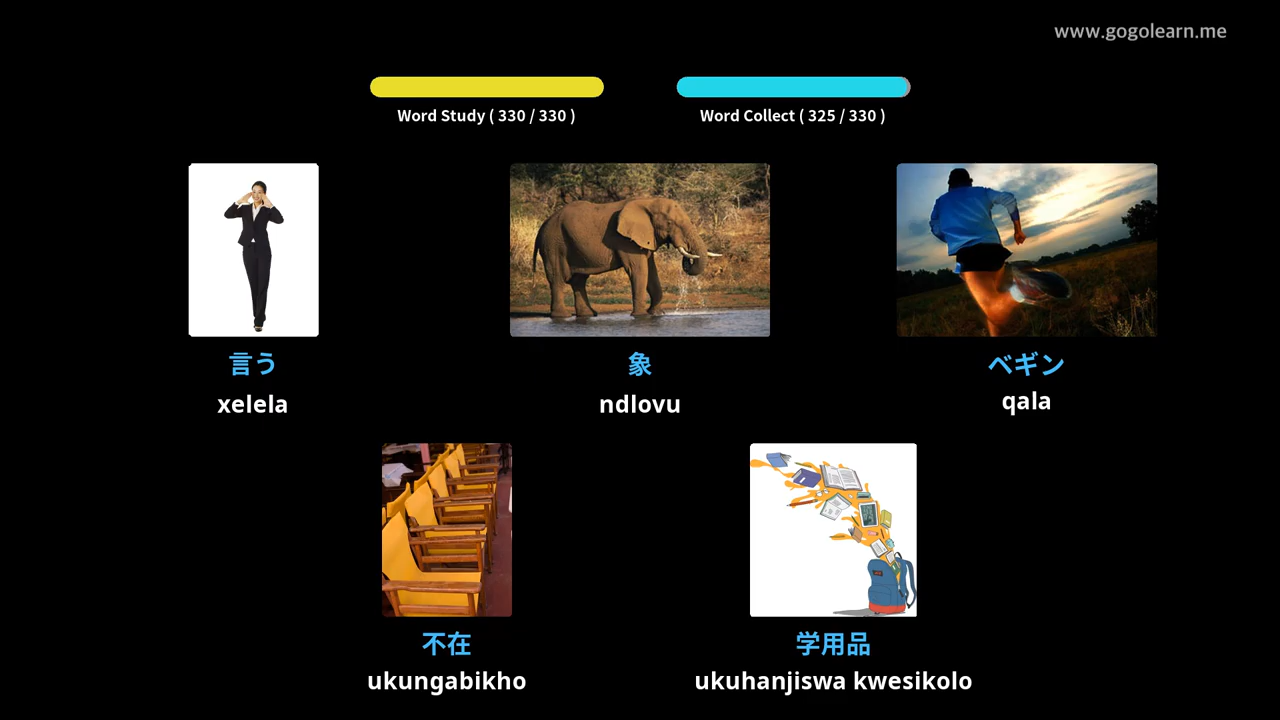 www.gogolearn.me
Word Study ( 330 / 330 )
Word Collect ( 325 / 330 )
言う
xelela
象
ndlovu
ベギン
qala
不在
ukungabikho
学用品
ukuhanjiswa kwesikolo